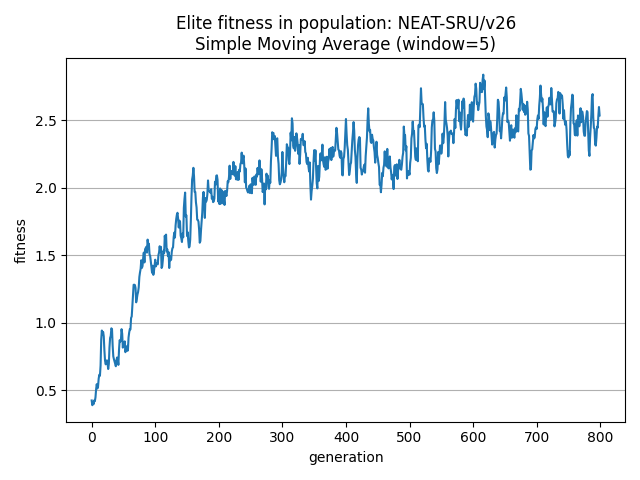 Elite fitness in population: NEAT-SRU/v26
Simple Moving Average (window=5)
fitness
2.5
2.0
1.5
1.0
0.5
0 100 200 300 400 500 600 700 800
generation